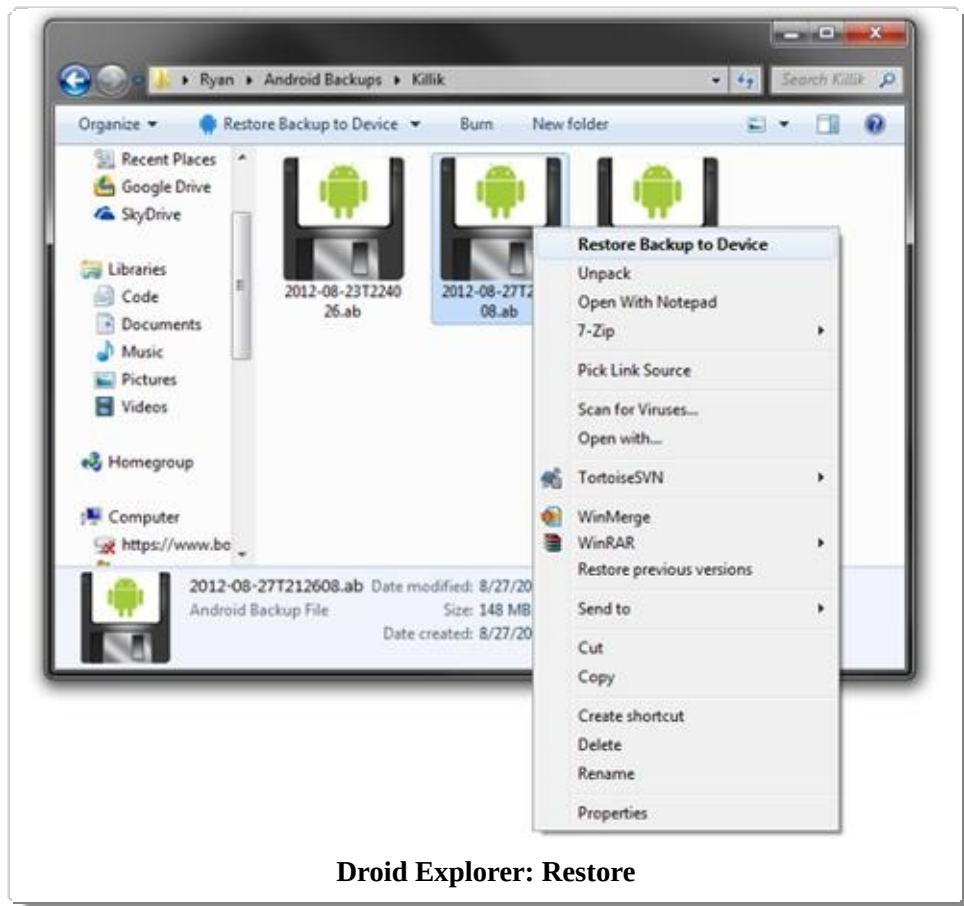 Ryan Android Backups Killik
Search Killik
Organize Restore Backup to Device Burn New folder
Recent Places
Google Drive
SkyDrive
Libraries
Code
Documents
Music
Pictures
Videos
Homegroup
Computer
https://www.bo
2012-08-23T2240
26.ab
2012-08-27T2
08.ab
Restore Backup to Device
Unpack
Open With Notepad
7-Zip
Pick Link Source
Scan for Viruses...
Open with...
TortoiseSVN
WinMerge
WinRAR
Restore previous versions
Send to
Cut
Copy
Create shortcut
Delete
Rename
Properties
2012-08-27T212608.ab Date modified: 8/27/20
Android Backup File Size: 148 MB
Date created: 8/27/20
Droid Explorer: Restore